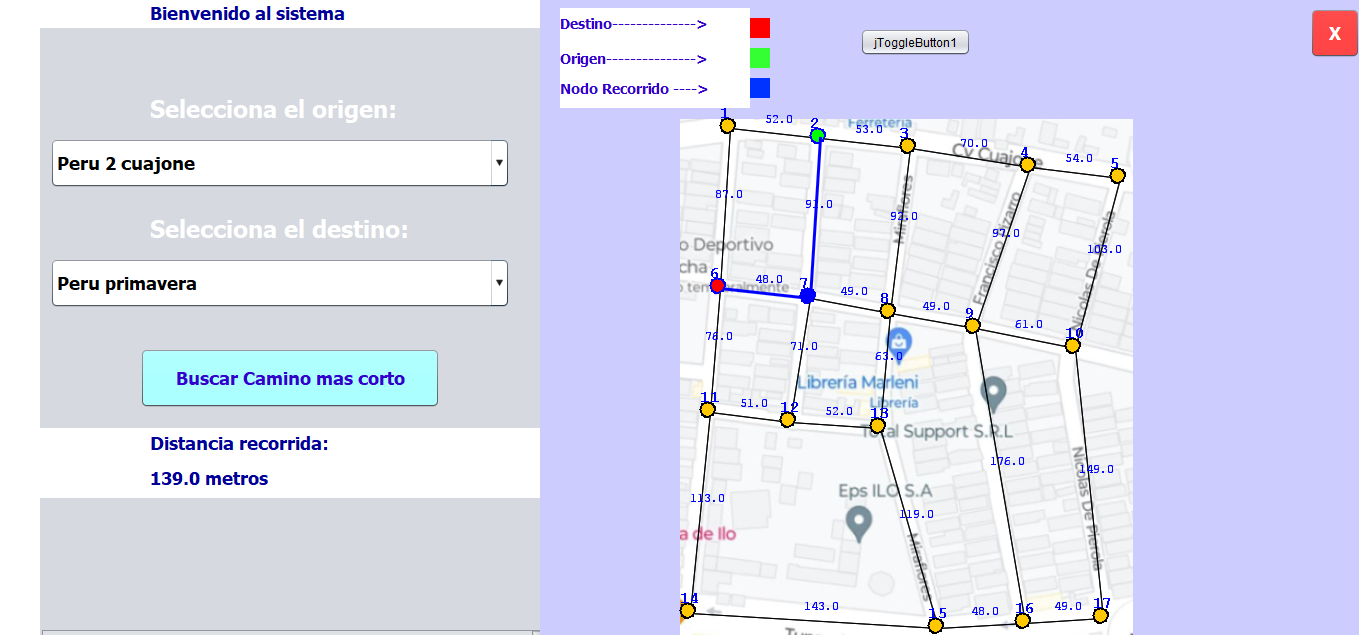 Bienvenido al sistema
Selecciona el origen:
Peru 2 cuajone
Selecciona el destino:
Peru primavera
Buscar Camino mas corto
Distancia recorrida:
139.0 metros
Destino-------------->
Origen--------------->
Nodo Recorrido ---->
jToggleButton1
X
1
52.0
2
Ferretería
53.0
3
70.0
Cv Cuajone
4
54.0
5
87.0
91.0
Miraflores
92.0
Francisco Pizarro
97.0
Nicolas De Pierola
103.0
o Deportivo
cha
o temporalmente
6
48.0
7
49.0
8
49.0
9
61.0
10
76.0
71.0
63.0
Librería Marleni
Librería
11
51.0
12
52.0
13
Total Support S.R.L
176.0
149.0
Nicolas De Pierola
113.0
Eps ILO S.A
119.0
a de Ilo
Miraflores
14
143.0
15
48.0
16
49.0
17